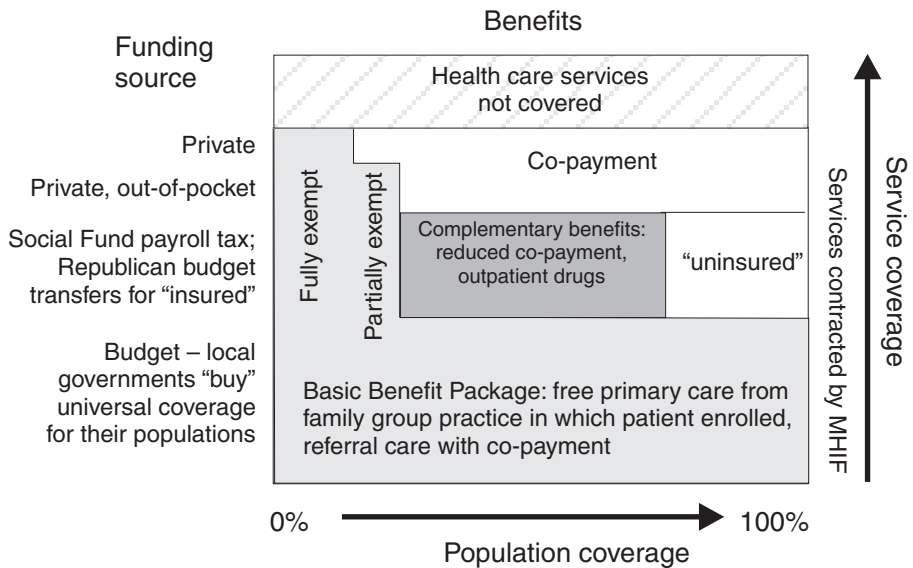 Benefits
Funding
source
Health care services
not covered
Private
Co-payment
Private, out-of-pocket
Fully exempt
Partially exempt
Social Fund payroll tax;
Republican budget
transfers for “insured”
Complementary benefits:
reduced co-payment,
outpatient drugs
“uninsured”
Budget – local
governments “buy”
universal coverage
for their populations
Basic Benefit Package: free primary care from
family group practice in which patient enrolled,
referral care with co-payment
Services contracted by MHIF
Service coverage
0%
100%
Population coverage